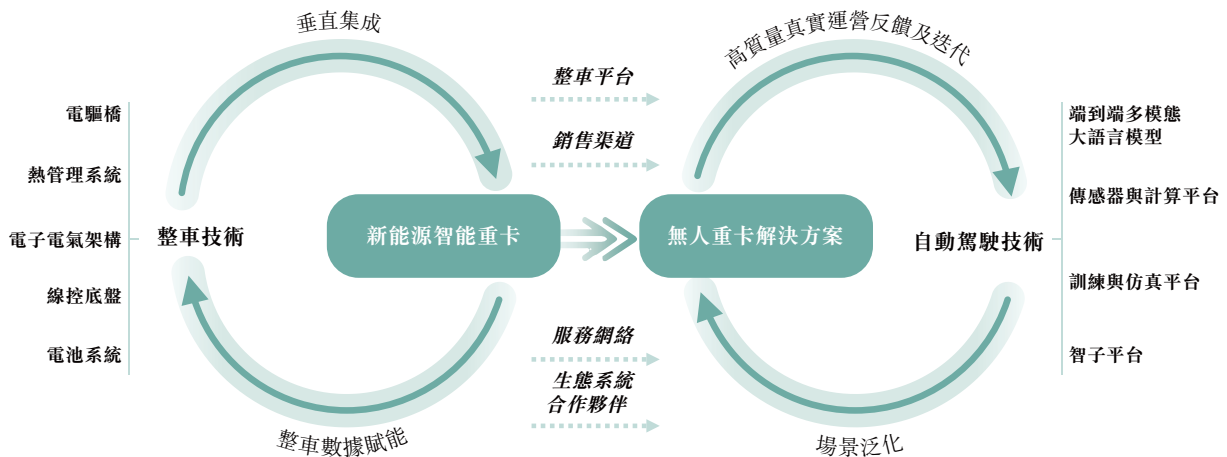 垂直集成
高質量真實運營反饋及迭代
整車平台
銷售渠道
電驅橋
熱管理系統
電子電氣架構
線控底盤
電池系統
整車技術
新能源智能重卡
無人重卡解決方案
自動駕駛技術
端到端多模態
大語言模型
傳感器與計算平台
訓練與仿真平台
智子平台
服務網絡
生態系統
合作夥伴
整車數據賦能
場景泛化